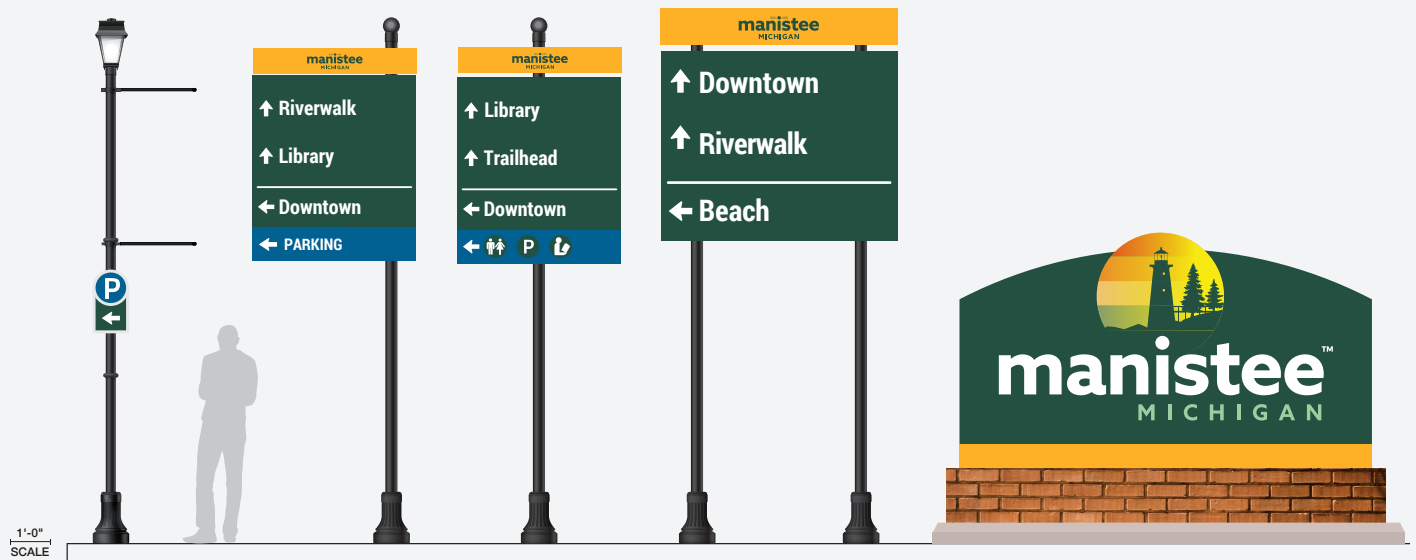 P
manistee
MICHIGAN
Riverwalk
Library
Downtown
PARKING
manistee
MICHIGAN
Library
Trailhead
Downtown
P
manistee
MICHIGAN
Downtown
Riverwalk
Beach
manistee™
MICHIGAN
1'-0"
SCALE